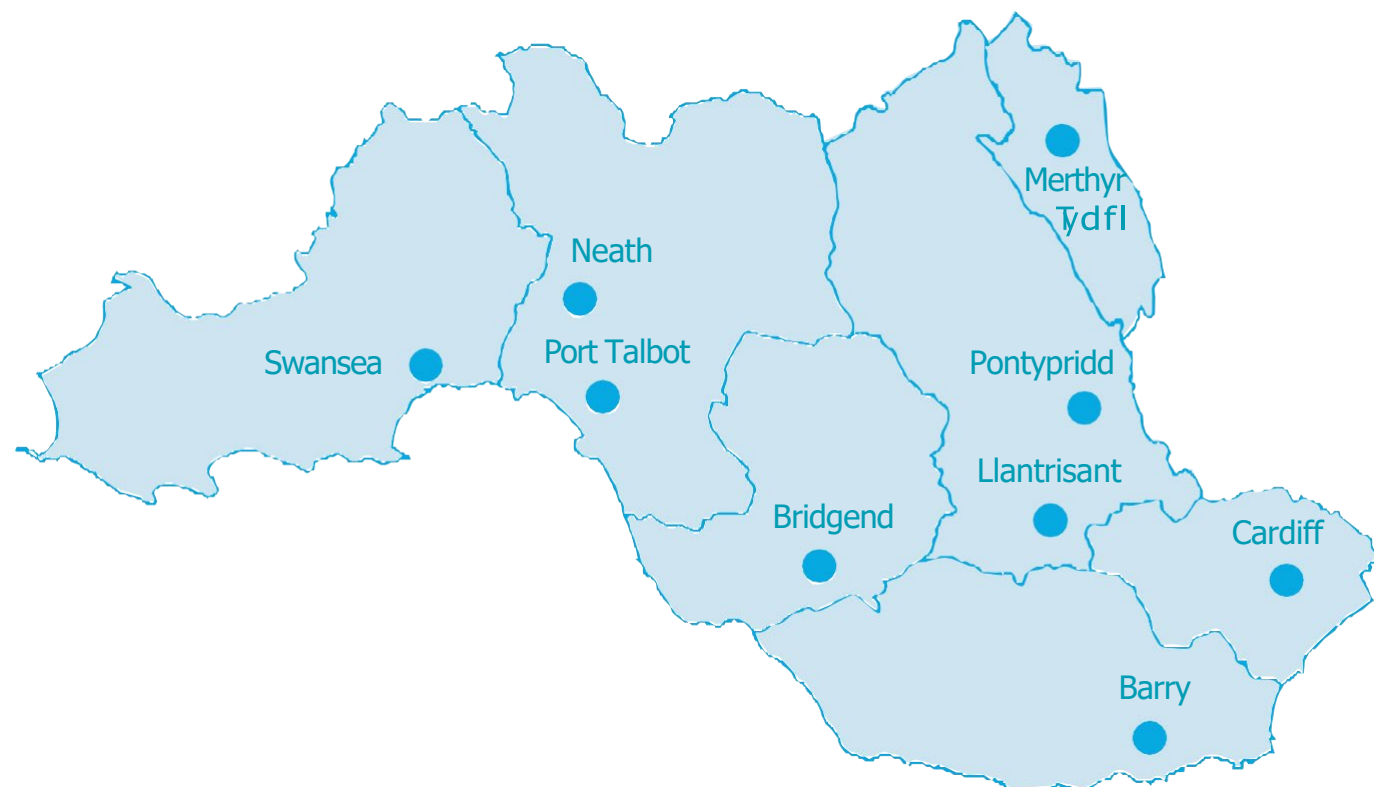 Merthyr
Tydfl
Neath
Port Talbot
Swansea
Pontypridd
Llantrisant
Bridgend
Cardiff
Barry